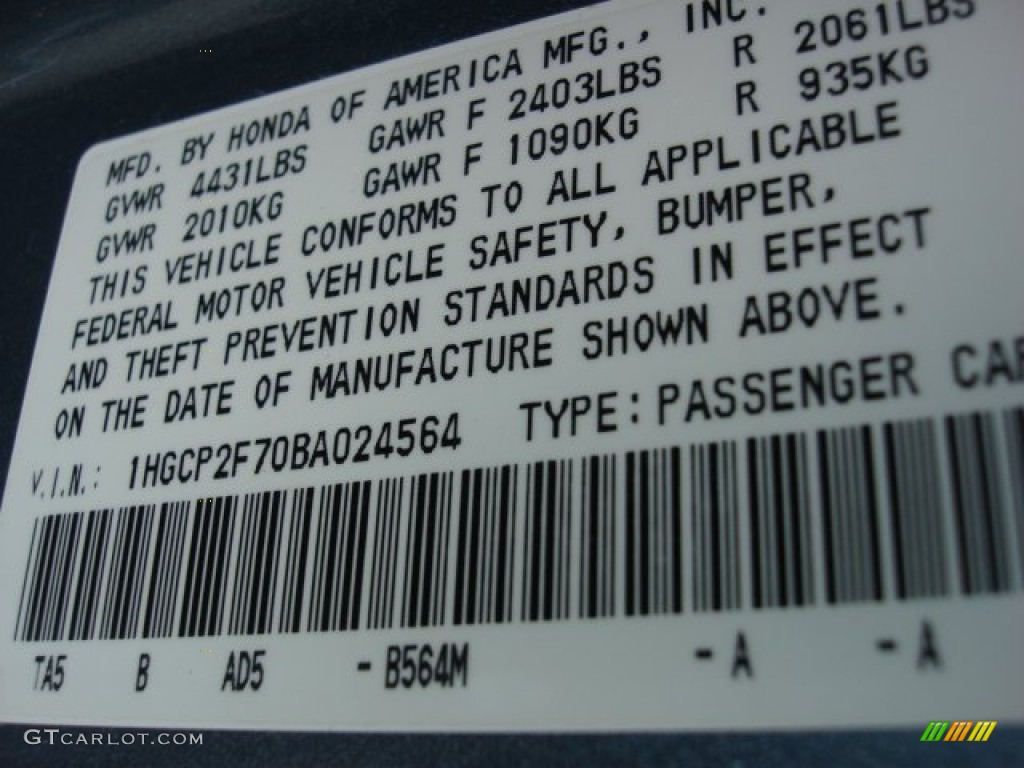 MFD. BY HONDA OF AMERICA MFG., INC.
GVWR 4431LBS GAWR F 2403LBS R 2061LBS
GVWR 2010KG GAWR F 1090KG R 935KG
THIS VEHICLE CONFORMS TO ALL APPLICABLE
FEDERAL MOTOR VEHICLE SAFETY, BUMPER,
AND THEFT PREVENTION STANDARDS IN EFFECT
ON THE DATE OF MANUFACTURE SHOWN ABOVE.
V.I.N.: 1HGCP2F70BA024564 TYPE: PASSENGER CAR
TA5 B AD5 - B564M - A - A
GTCARLOT.COM